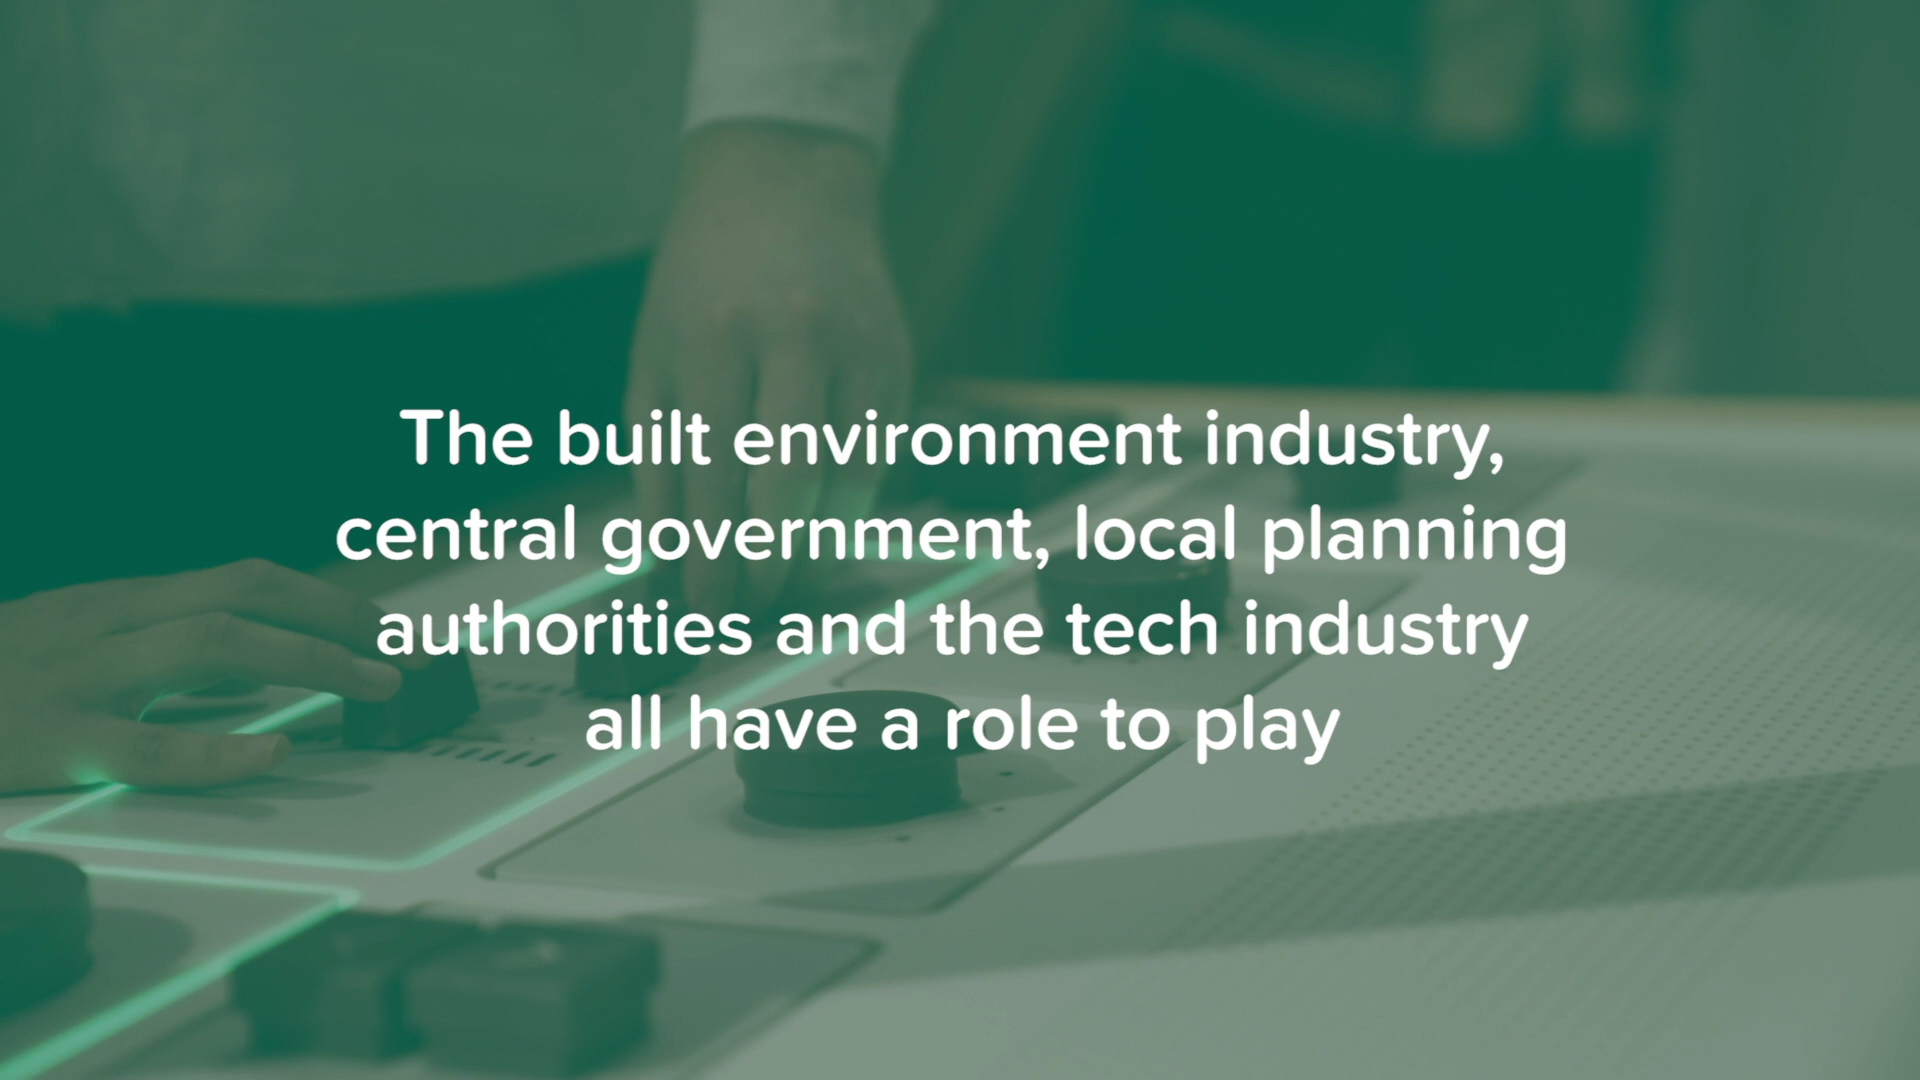 The built environment industry,
central government, local planning
authorities and the tech industry
all have a role to play